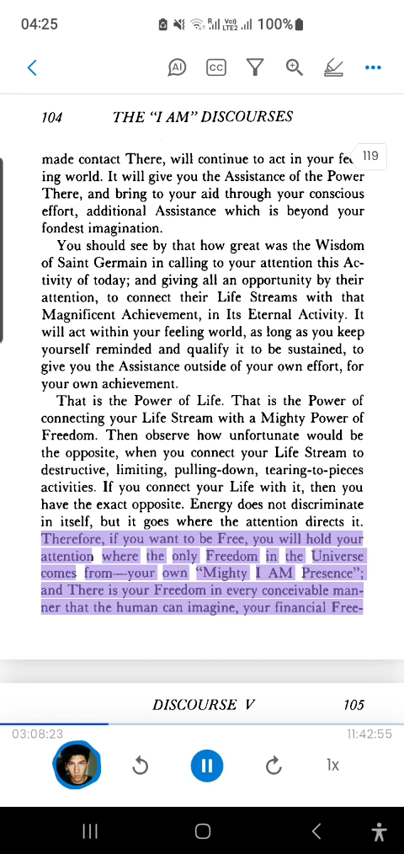 04:25
Vo))
LTE2
100%
AI
CC
104 THE “I AM” DISCOURSES
119
made contact There, will continue to act in your fee
ing world. It will give you the Assistance of the Power
There, and bring to your aid through your conscious
effort, additional Assistance which is beyond your
fondest imagination.
You should see by that how great was the Wisdom
of Saint Germain in calling to your attention this Ac-
tivity of today; and giving all an opportunity by their
attention, to connect their Life Streams with that
Magnificent Achievement, in Its Eternal Activity. It
will act within your feeling world, as long as you keep
yourself reminded and qualify it to be sustained, to
give you the Assistance outside of your own effort, for
your own achievement.
That is the Power of Life. That is the Power of
connecting your Life Stream with a Mighty Power of
Freedom. Then observe how unfortunate would be
the opposite, when you connect your Life Stream to
destructive, limiting, pulling-down, tearing-to-pieces
activities. If you connect your Life with it, then you
have the exact opposite. Energy does not discriminate
in itself, but it goes where the attention directs it.
Therefore, if you want to be Free, you will hold your
attention where the only Freedom in the Universe
comes from—your own “Mighty I AM Presence”;
and There is your Freedom in every conceivable man-
ner that the human can imagine, your financial Free-
DISCOURSE V 105
03:08:23 11:42:55
1x